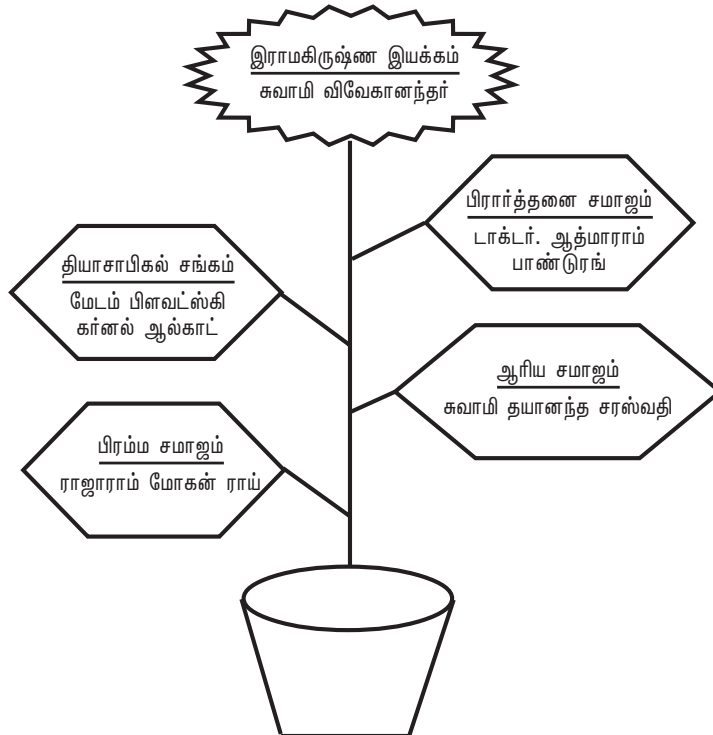 இராமகிருஷ்ண இயக்கம்
சுவாமி விவேகானந்தர்
பிரார்த்தனை சமாஜம்
டாக்டர். ஆத்மாராம்
பாண்டுரங்
தியாசாபிகல் சங்கம்
மேடம் பிளவட்ஸ்கி
கர்னல் ஆல்காட்
ஆரிய சமாஜம்
சுவாமி தயானந்த சரஸ்வதி
பிரம்ம சமாஜம்
ராஜாராம் மோகன் ராய்